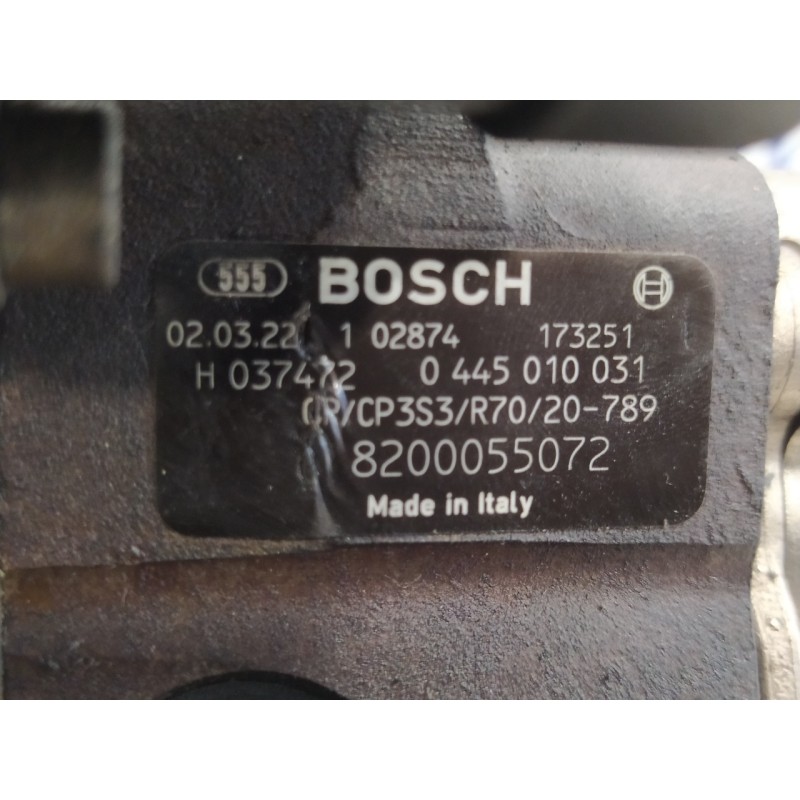 555 BOSCH
02.03.22 1 02874 173251
H 037472 0 445 010 031
CR/CP3S3/R70/20-789
8200055072
Made in Italy